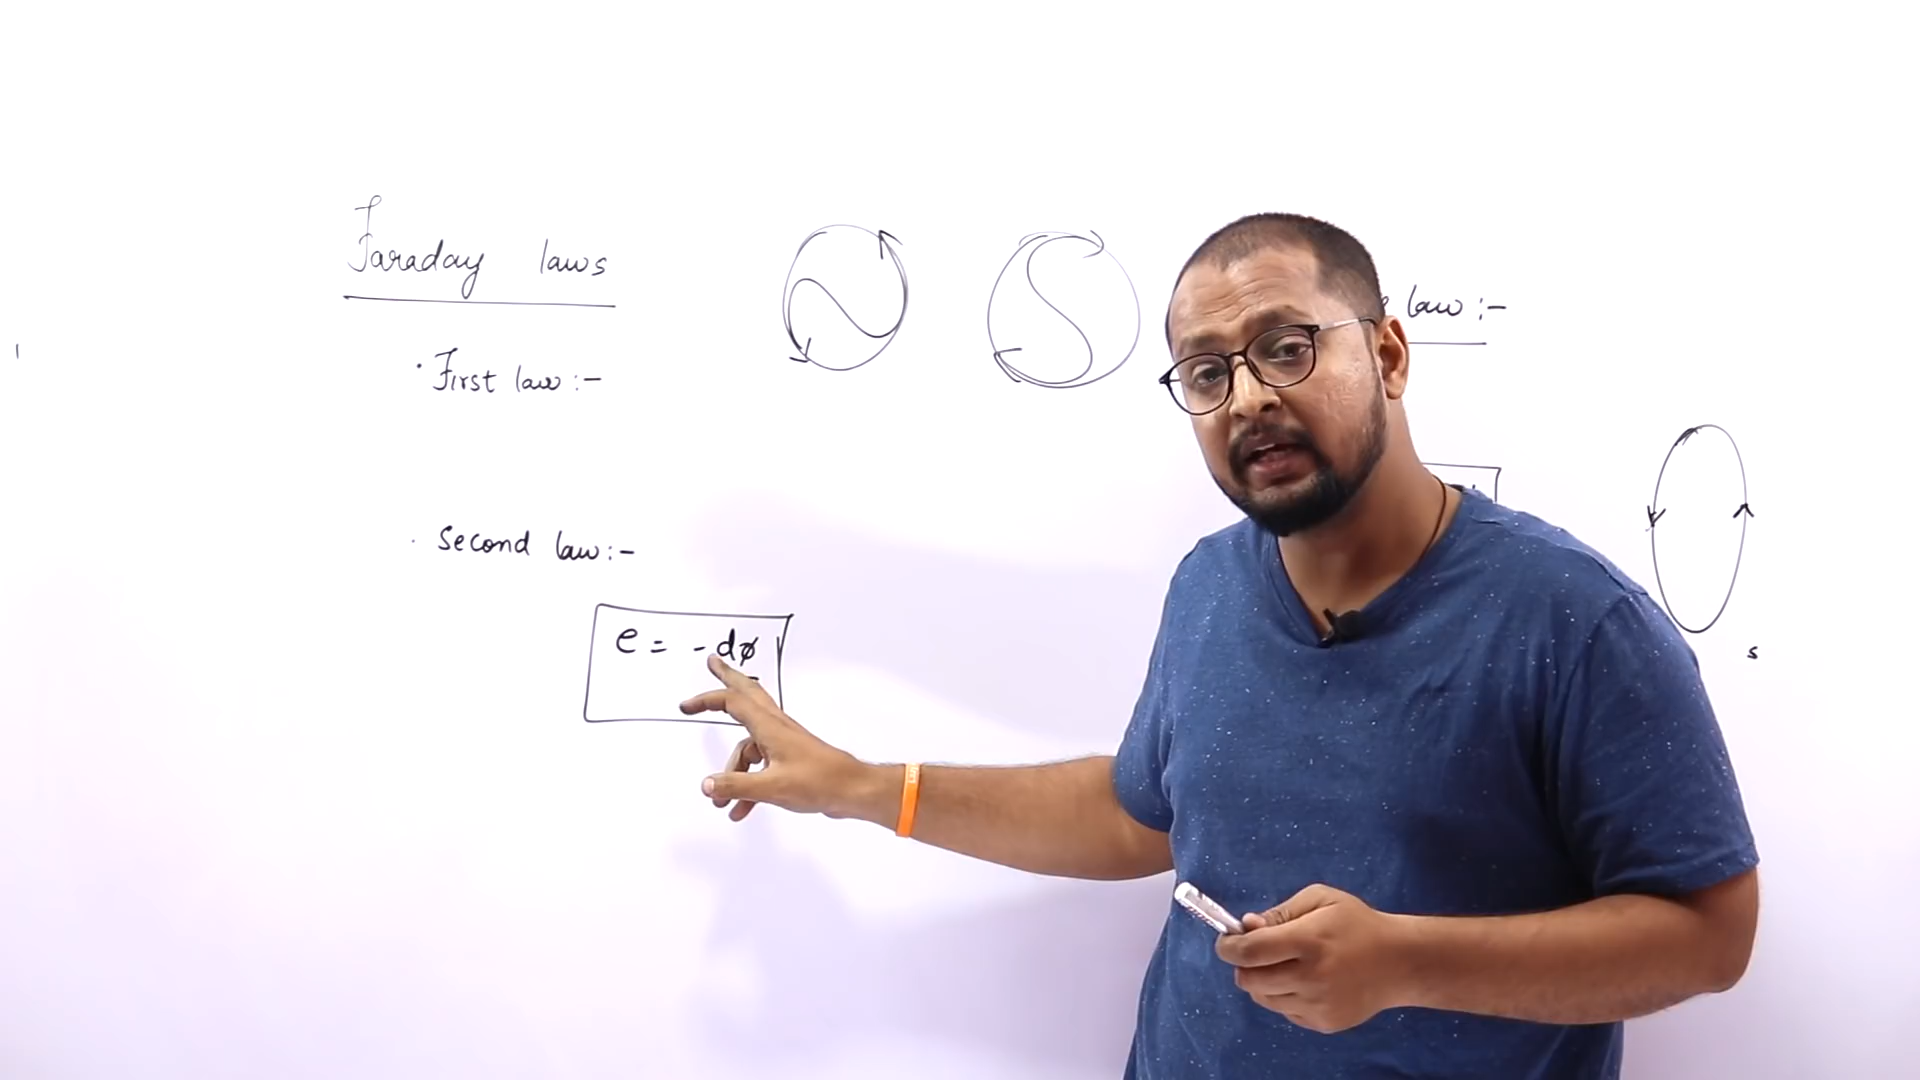 Faraday laws
law :-
· First law :-
· Second law :-
e = -dφ
s